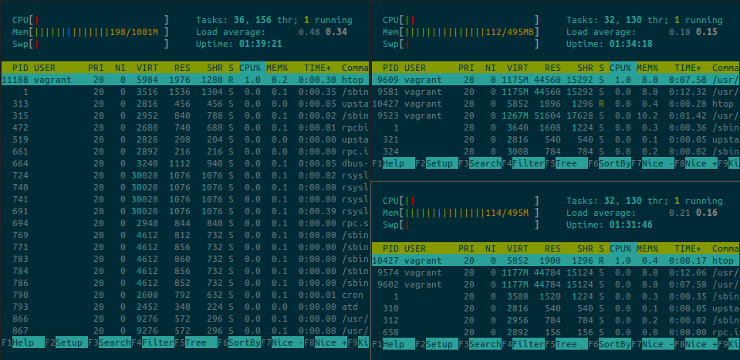 CPU[| ] Tasks: 36, 156 thr; 1 running
Mem[|||||||||||||||198/1001M] Load average: 0.48 0.34
Swp[| ] Uptime: 01:39:21
PID USER PRI NI VIRT RES SHR S CPU% MEM% TIME+ Comma
11188 vagrant 20 0 5984 1976 1280 R 1.0 0.2 0:00.30 htop
1 20 0 3516 1536 1304 S 0.0 0.1 0:00.35 /sbin
313 20 0 2816 456 456 S 0.0 0.0 0:00.05 upsta
315 20 0 2952 840 788 S 0.0 0.1 0:00.02 /sbin
472 20 0 2680 740 688 S 0.0 0.1 0:00.01 rpcbi
519 20 0 2820 208 204 S 0.0 0.0 0:00.00 upsta
661 20 0 2892 216 216 S 0.0 0.0 0:00.00 rpc.i
664 20 0 3240 1112 940 S 0.0 0.1 0:00.05 dbus-
724 20 0 30020 1076 1076 S 0.0 0.1 0:00.02 rsysl
740 20 0 30020 1076 1076 S 0.0 0.1 0:00.00 rsysl
741 20 0 30020 1076 1076 S 0.0 0.1 0:00.00 rsysl
691 20 0 30020 1076 1076 S 0.0 0.1 0:00.39 rsysl
694 20 0 2940 844 840 S 0.0 0.1 0:00.00 rpc.s
769 20 0 4612 812 732 S 0.0 0.1 0:00.00 /sbin
771 20 0 4612 856 732 S 0.0 0.1 0:00.00 /sbin
783 20 0 4612 860 732 S 0.0 0.1 0:00.00 /sbin
784 20 0 4612 856 732 S 0.0 0.1 0:00.00 /sbin
786 20 0 4612 852 732 S 0.0 0.1 0:00.00 /sbin
790 20 0 2600 792 632 S 0.0 0.1 0:00.01 cron
793 20 0 2452 348 224 S 0.0 0.0 0:00.00 atd
866 20 0 9276 572 296 S 0.0 0.1 0:00.00 /usr/
867 20 0 9276 572 296 S 0.0 0.1 0:00.08 /usr/
F1Help F2Setup F3SearchF4FilterF5Tree F6SortByF7Nice -F8Nice +F9Ki
CPU[|| ] Tasks: 32, 130 thr; 1 running
Mem[|||||||||||||||112/495MB] Load average: 0.18 0.15
Swp[ ] Uptime: 01:34:18
PID USER PRI NI VIRT RES SHR S CPU% MEM% TIME+ Comma
9609 vagrant 20 0 1175M 44560 15292 S 1.0 8.8 0:07.58 /usr/
9581 vagrant 20 0 1175M 44560 15292 S 0.0 8.8 0:12.32 /usr/
10427 vagrant 20 0 5852 1896 1296 R 0.0 0.4 0:00.28 htop
9523 vagrant 20 0 1267M 51604 17628 S 0.0 10.2 0:01.42 /usr/
1 20 0 3640 1608 1224 S 0.0 0.3 0:00.36 /sbin
321 20 0 2816 540 540 S 0.0 0.1 0:00.05 upsta
324 20 0 3008 784 784 S 0.0 0.2 0:00.02 /sbin
F1Help F2Setup F3SearchF4FilterF5Tree F6SortByF7Nice -F8Nice +F9Ki
CPU[|| ] Tasks: 32, 130 thr; 1 running
Mem[|||||||||||||||114/495M] Load average: 0.21 0.16
Swp[ ] Uptime: 01:31:46
PID USER PRI NI VIRT RES SHR S CPU% MEM% TIME+ Comma
10427 vagrant 20 0 5852 1900 1296 R 1.0 0.4 0:00.17 htop
9574 vagrant 20 0 1177M 44784 15124 S 0.0 8.8 0:12.06 /usr/
9602 vagrant 20 0 1177M 44784 15124 S 0.0 8.8 0:07.58 /usr/
1 20 0 3508 1520 1224 S 0.0 0.3 0:00.35 /sbin
310 20 0 2816 540 540 S 0.0 0.1 0:00.05 upsta
312 20 0 2956 784 784 S 0.0 0.2 0:00.02 /sbin
658 20 0 2892 156 156 S 0.0 0.0 0:00.00 rpc.i
F1Help F2Setup F3SearchF4FilterF5Tree F6SortByF7Nice -F8Nice +F9Ki